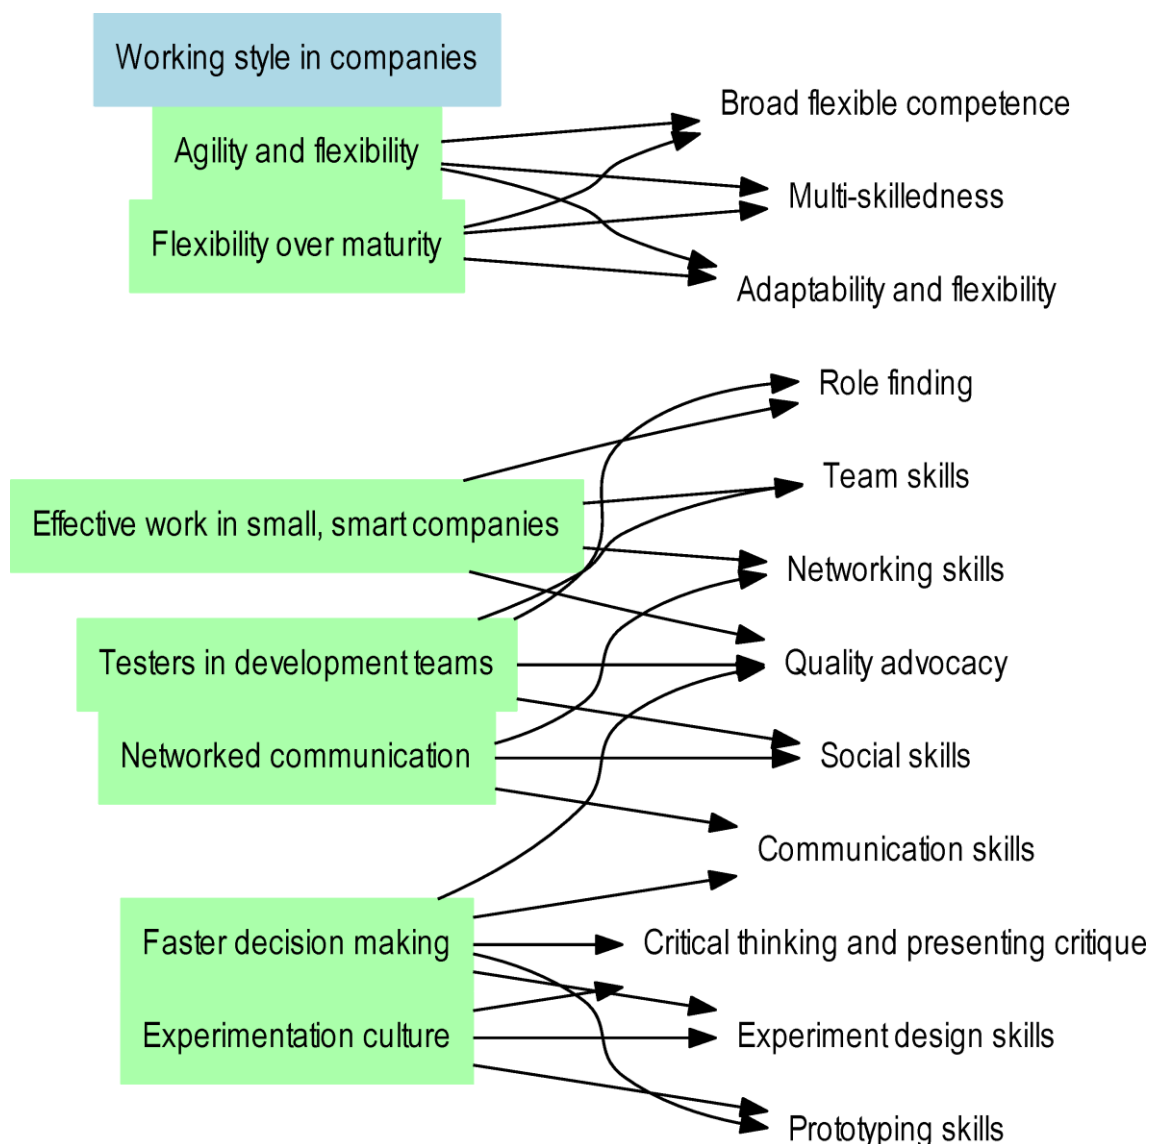 Working style in companies
Agility and flexibility
Flexibility over maturity
Effective work in small, smart companies
Testers in development teams
Networked communication
Faster decision making
Experimentation culture
Broad flexible competence
Multi-skilledness
Adaptability and flexibility
Role finding
Team skills
Networking skills
Quality advocacy
Social skills
Communication skills
Critical thinking and presenting critique
Experiment design skills
Prototyping skills